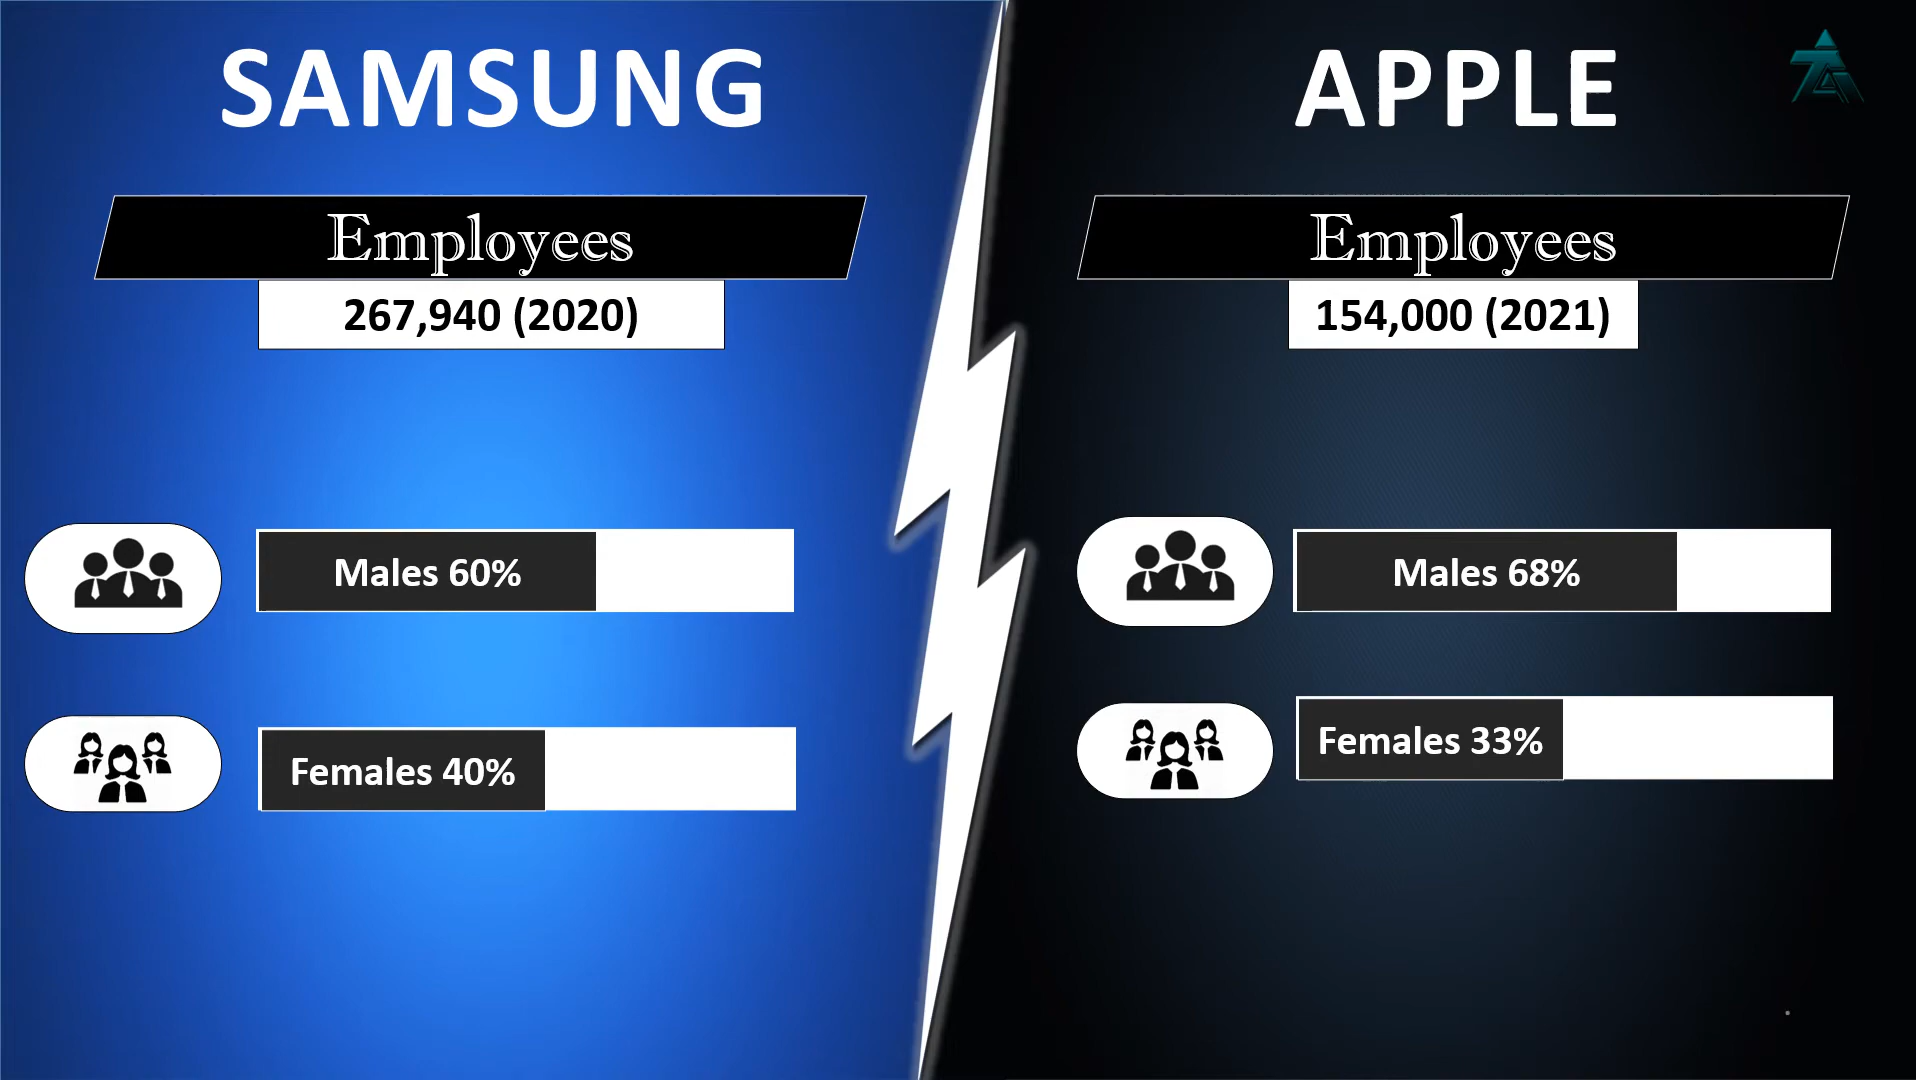 SAMSUNG
Employees
267,940 (2020)
Males 60%
Females 40%
APPLE
Employees
154,000 (2021)
Males 68%
Females 33%